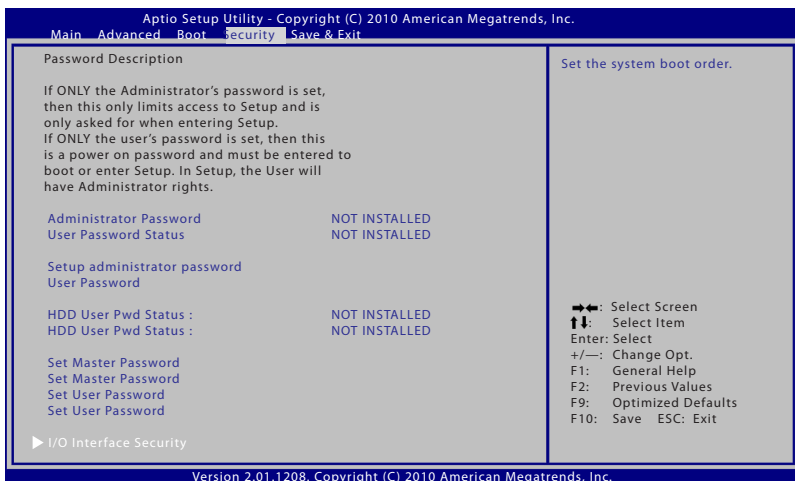 Aptio Setup Utility - Copyright (C) 2010 American Megatrends, Inc.
Main Advanced Boot Security Save & Exit
Password Description
If ONLY the Administrator's password is set,
then this only limits access to Setup and is
only asked for when entering Setup.
If ONLY the user's password is set, then this
is a power on password and must be entered to
boot or enter Setup. In Setup, the User will
have Administrator rights.
Administrator Password NOT INSTALLED
User Password Status NOT INSTALLED
Setup administrator password
User Password
HDD User Pwd Status : NOT INSTALLED
HDD User Pwd Status : NOT INSTALLED
Set Master Password
Set Master Password
Set User Password
Set User Password
▶ I/O Interface Security
Set the system boot order.
➡⬅: Select Screen
⬆⬇: Select Item
Enter: Select
+/—: Change Opt.
F1: General Help
F2: Previous Values
F9: Optimized Defaults
F10: Save ESC: Exit
Version 2.01.1208. Copyright (C) 2010 American Megatrends, Inc.